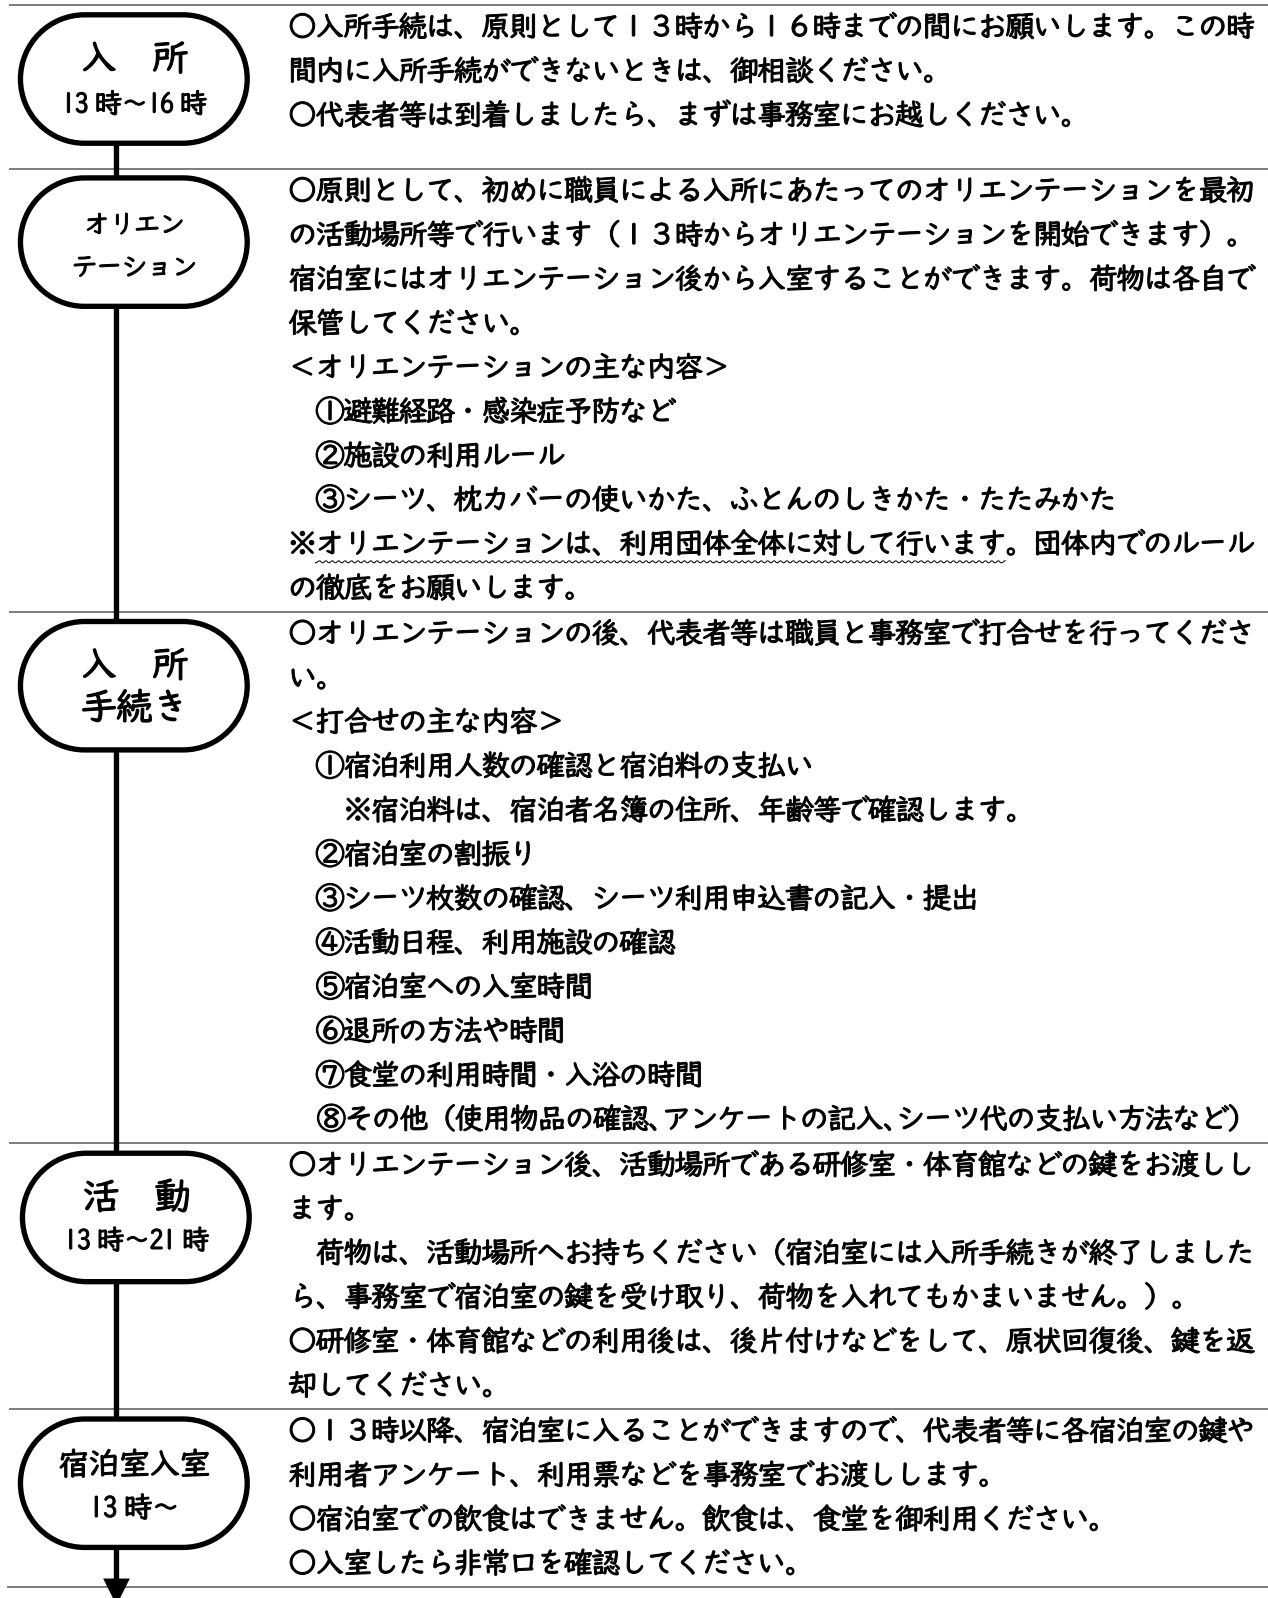 入　所
13時～16時
〇入所手続は、原則として１３時から１６時までの間にお願いします。この時
間内に入所手続ができないときは、御相談ください。
〇代表者等は到着しましたら、まずは事務室にお越しください。
オリエン
テーション
〇原則として、初めに職員による入所にあたってのオリエンテーションを最初
の活動場所等で行います（１３時からオリエンテーションを開始できます）。
宿泊室にはオリエンテーション後から入室することができます。荷物は各自で
保管してください。
＜オリエンテーションの主な内容＞
①避難経路・感染症予防など
②施設の利用ルール
③シーツ、枕カバーの使いかた、ふとんのしきかた・たたみかた
※オリエンテーションは、利用団体全体に対して行います。団体内でのルール
の徹底をお願いします。
入　所
手続き
〇オリエンテーションの後、代表者等は職員と事務室で打合せを行ってくださ
い。
＜打合せの主な内容＞
①宿泊利用人数の確認と宿泊料の支払い
※宿泊料は、宿泊者名簿の住所、年齢等で確認します。
②宿泊室の割振り
③シーツ枚数の確認、シーツ利用申込書の記入・提出
④活動日程、利用施設の確認
⑤宿泊室への入室時間
⑥退所の方法や時間
⑦食堂の利用時間・入浴の時間
⑧その他（使用物品の確認、アンケートの記入、シーツ代の支払い方法など）
活　動
13時～21時
〇オリエンテーション後、活動場所である研修室・体育館などの鍵をお渡しし
ます。
荷物は、活動場所へお持ちください（宿泊室には入所手続きが終了しました
ら、事務室で宿泊室の鍵を受け取り、荷物を入れてもかまいません。）。
〇研修室・体育館などの利用後は、後片付けなどをして、原状回復後、鍵を返
却してください。
宿泊室入室
13時～
〇１３時以降、宿泊室に入ることができますので、代表者等に各宿泊室の鍵や
利用者アンケート、利用票などを事務室でお渡しします。
〇宿泊室での飲食はできません。飲食は、食堂を御利用ください。
〇入室したら非常口を確認してください。